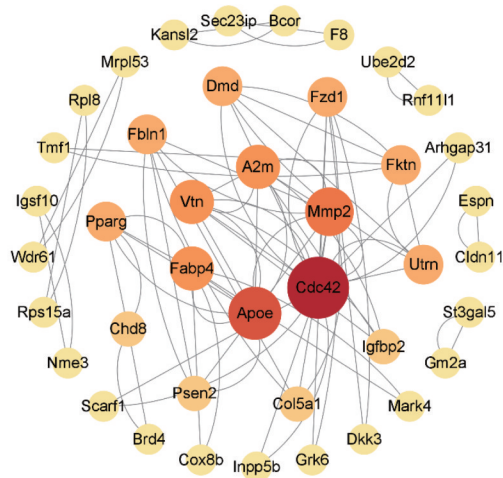 Sec23ip
Bcor
Kansl2
F8
Mrpl53
Ube2d2
Rpl8
Dmd
Fzd1
Rnf11l1
Tmf1
Fbln1
A2m
Fktn
Arhgap31
Igsf10
Pparg
Vtn
Mmp2
Espn
Wdr61
Fabp4
Cdc42
Utrn
Cldn11
Rps15a
Chd8
Apoe
Igfbp2
St3gal5
Nme3
Gm2a
Scarf1
Psen2
Col5a1
Mark4
Brd4
Cox8b
Inpp5b
Grk6
Dkk3